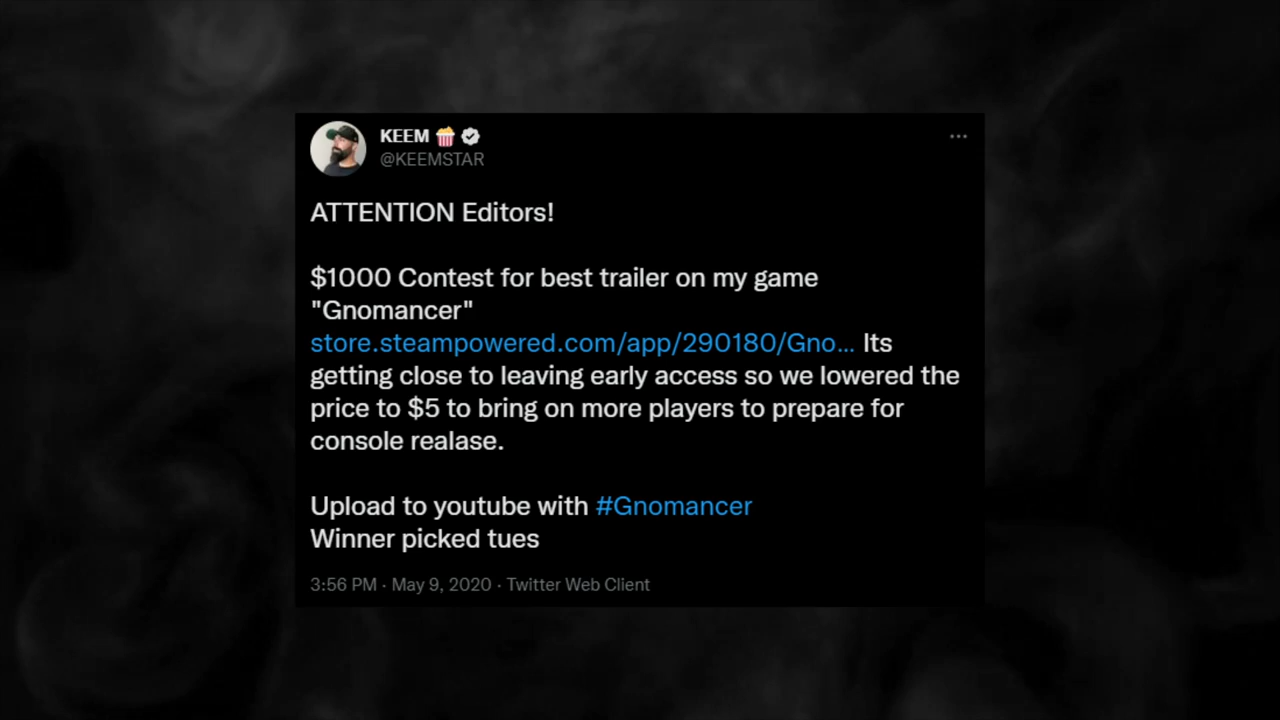 KEEM 🍿
@KEEMSTAR
ATTENTION Editors!
$1000 Contest for best trailer on my game
"Gnomancer"
store.steampowered.com/app/290180/Gno... Its
getting close to leaving early access so we lowered the
price to $5 to bring on more players to prepare for
console realase.
Upload to youtube with #Gnomancer
Winner picked tues
3:56 PM · May 9, 2020 · Twitter Web Client